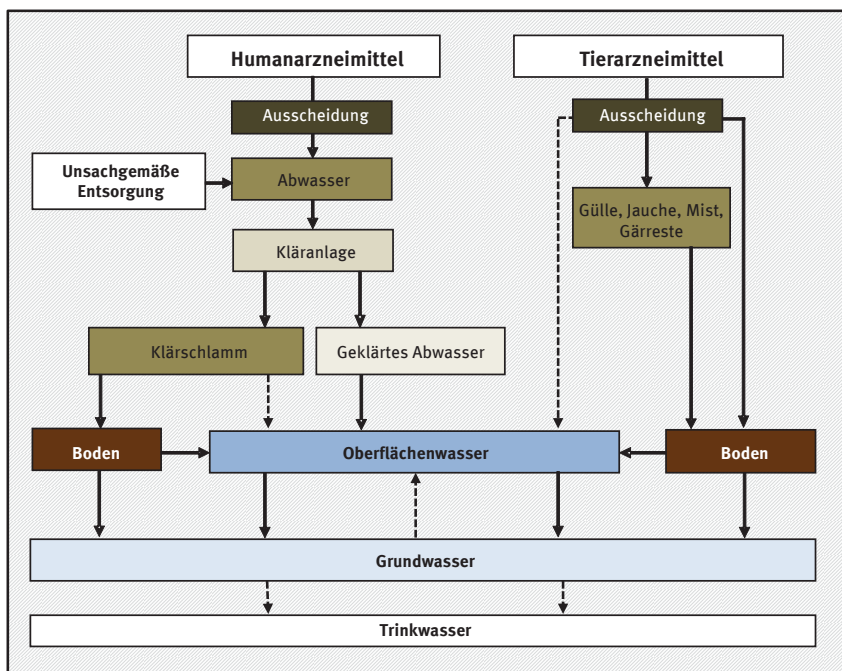 Humanarzneimittel
Tierarzneimittel
Ausscheidung
Ausscheidung
Unsachgemäße
Entsorgung
Abwasser
Gülle, Jauche, Mist,
Gärreste
Kläranlage
Klärschlamm
Geklärtes Abwasser
Boden
Oberflächenwasser
Boden
Grundwasser
Trinkwasser